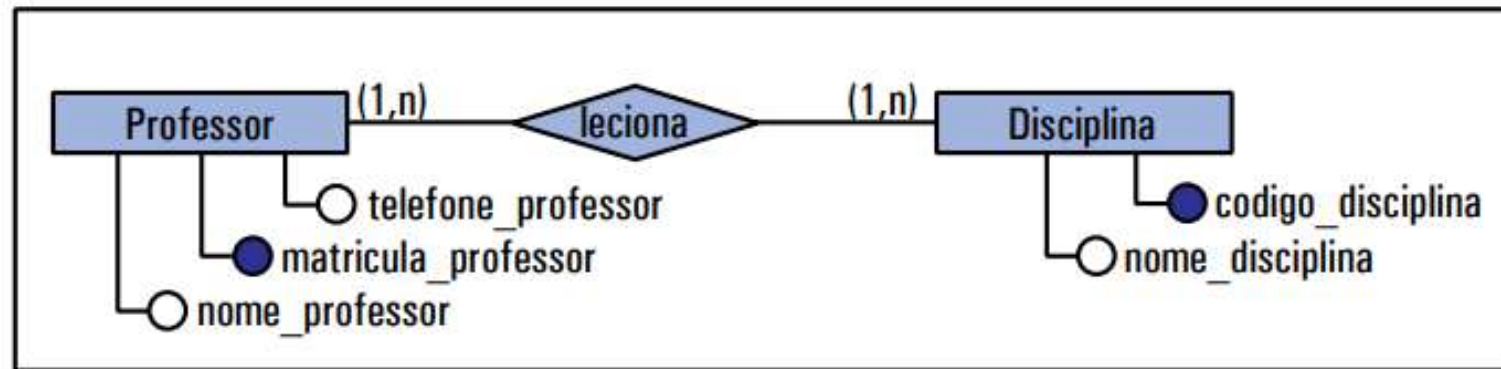 (1,n) (1,n)
Professor leciona Disciplina
telefone_professor codigo_disciplina
matricula_professor nome_disciplina
nome_professor